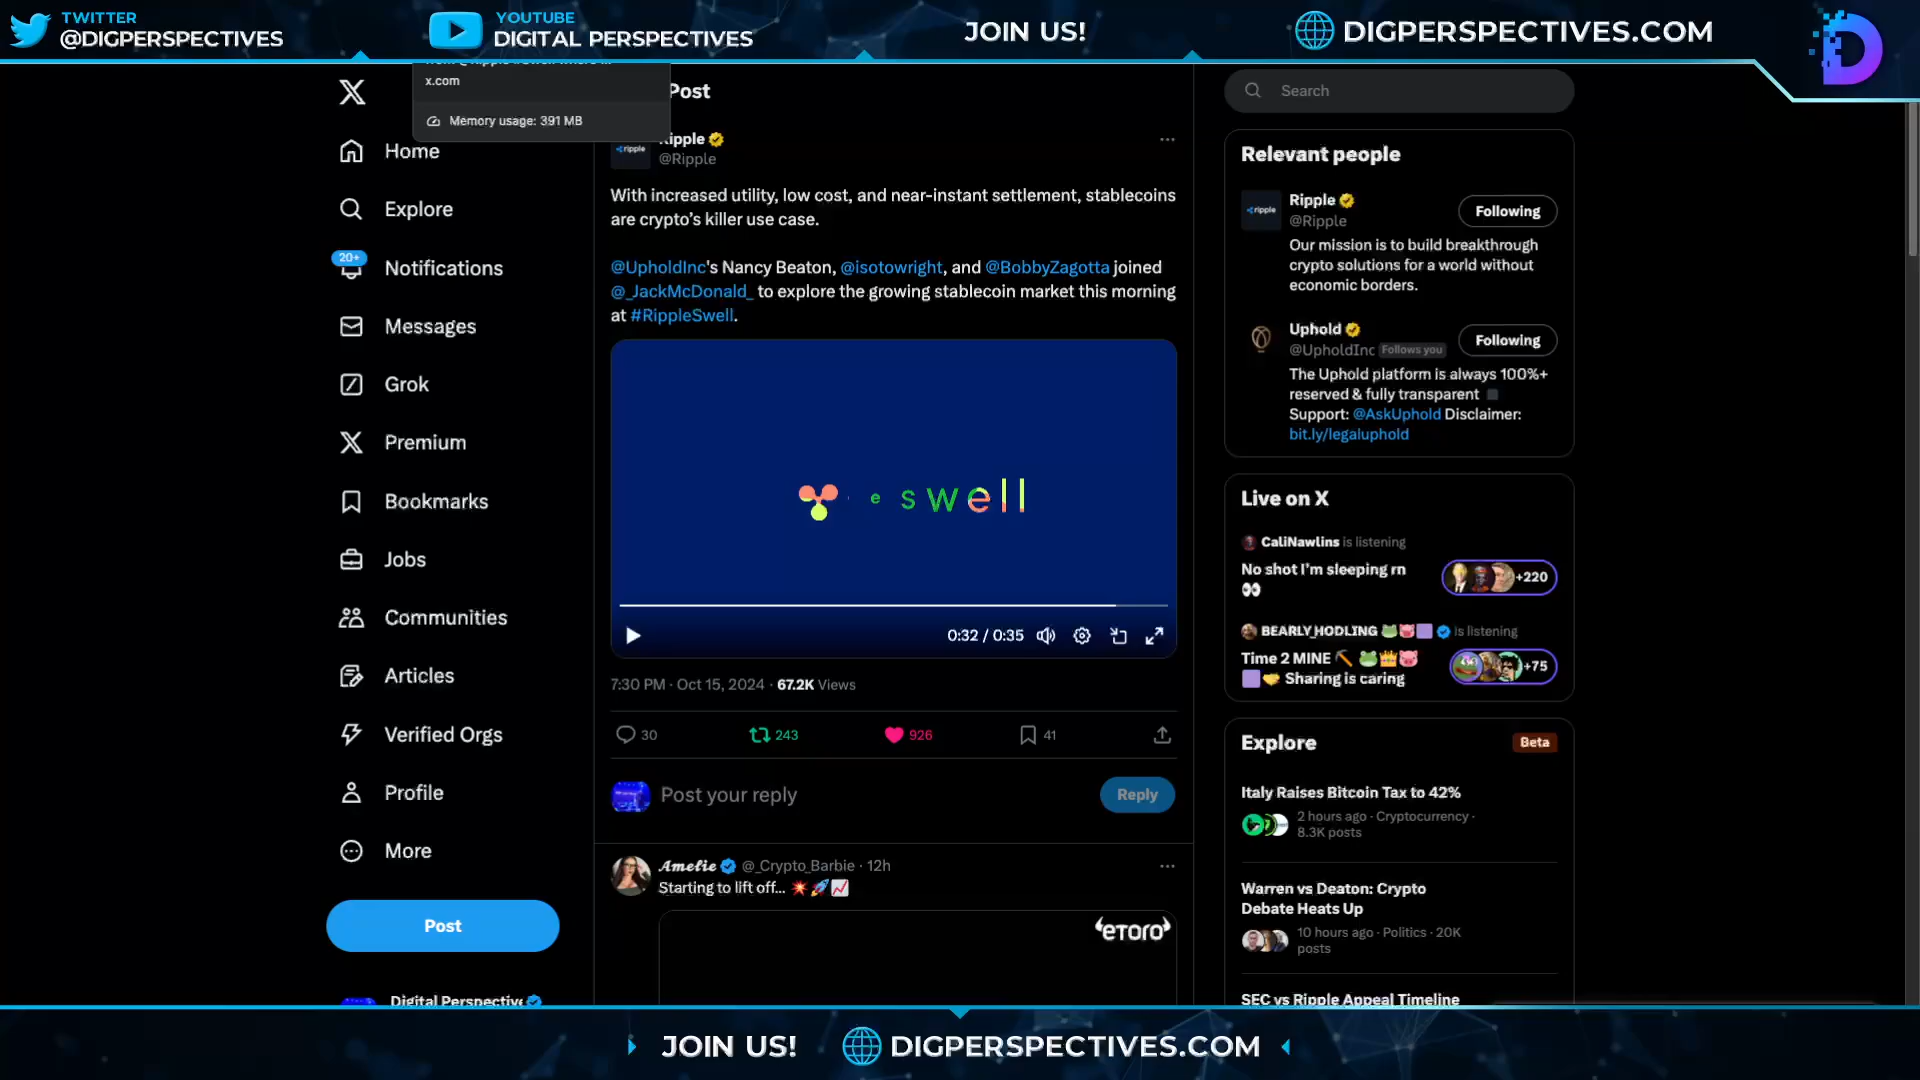 TWITTER
@DIGPERSPECTIVES
YOUTUBE
DIGITAL PERSPECTIVES
JOIN US!
DIGPERSPECTIVES.COM
x.com
Memory usage: 391 MB
Home
Explore
20+
Notifications
Messages
Grok
Premium
Bookmarks
Jobs
Communities
Articles
Verified Orgs
Profile
More
Post
Digital Perspective
Post
ripple
Ripple
@Ripple
With increased utility, low cost, and near-instant settlement, stablecoins
are crypto's killer use case.
@UpholdInc's Nancy Beaton, @isotowright, and @BobbyZagotta joined
@_JackMcDonald_ to explore the growing stablecoin market this morning
at #RippleSwell.
e swell
0:32 / 0:35
7:30 PM · Oct 15, 2024 · 67.2K Views
30
243
926
41
Post your reply
Reply
Amelie @_Crypto_Barbie · 12h
Starting to lift off... 💥🚀📈
eTORO
Search
Relevant people
ripple
Ripple
@Ripple
Following
Our mission is to build breakthrough
crypto solutions for a world without
economic borders.
Uphold
@UpholdInc Follows you
Following
The Uphold platform is always 100%+
reserved & fully transparent
Support: @AskUphold Disclaimer:
bit.ly/legaluphold
Live on X
CaliNawlins is listening
No shot I'm sleeping rn
👀
+220
BEARLY_HODLING 🐸🐷🟪 is listening
Time 2 MINE ⛏️ 🐸👑🐷
🟪🤝 Sharing is caring
+75
Explore
Beta
Italy Raises Bitcoin Tax to 42%
2 hours ago · Cryptocurrency ·
8.3K posts
Warren vs Deaton: Crypto
Debate Heats Up
10 hours ago · Politics · 20K
posts
SEC vs Ripple Appeal Timeline
JOIN US!
DIGPERSPECTIVES.COM